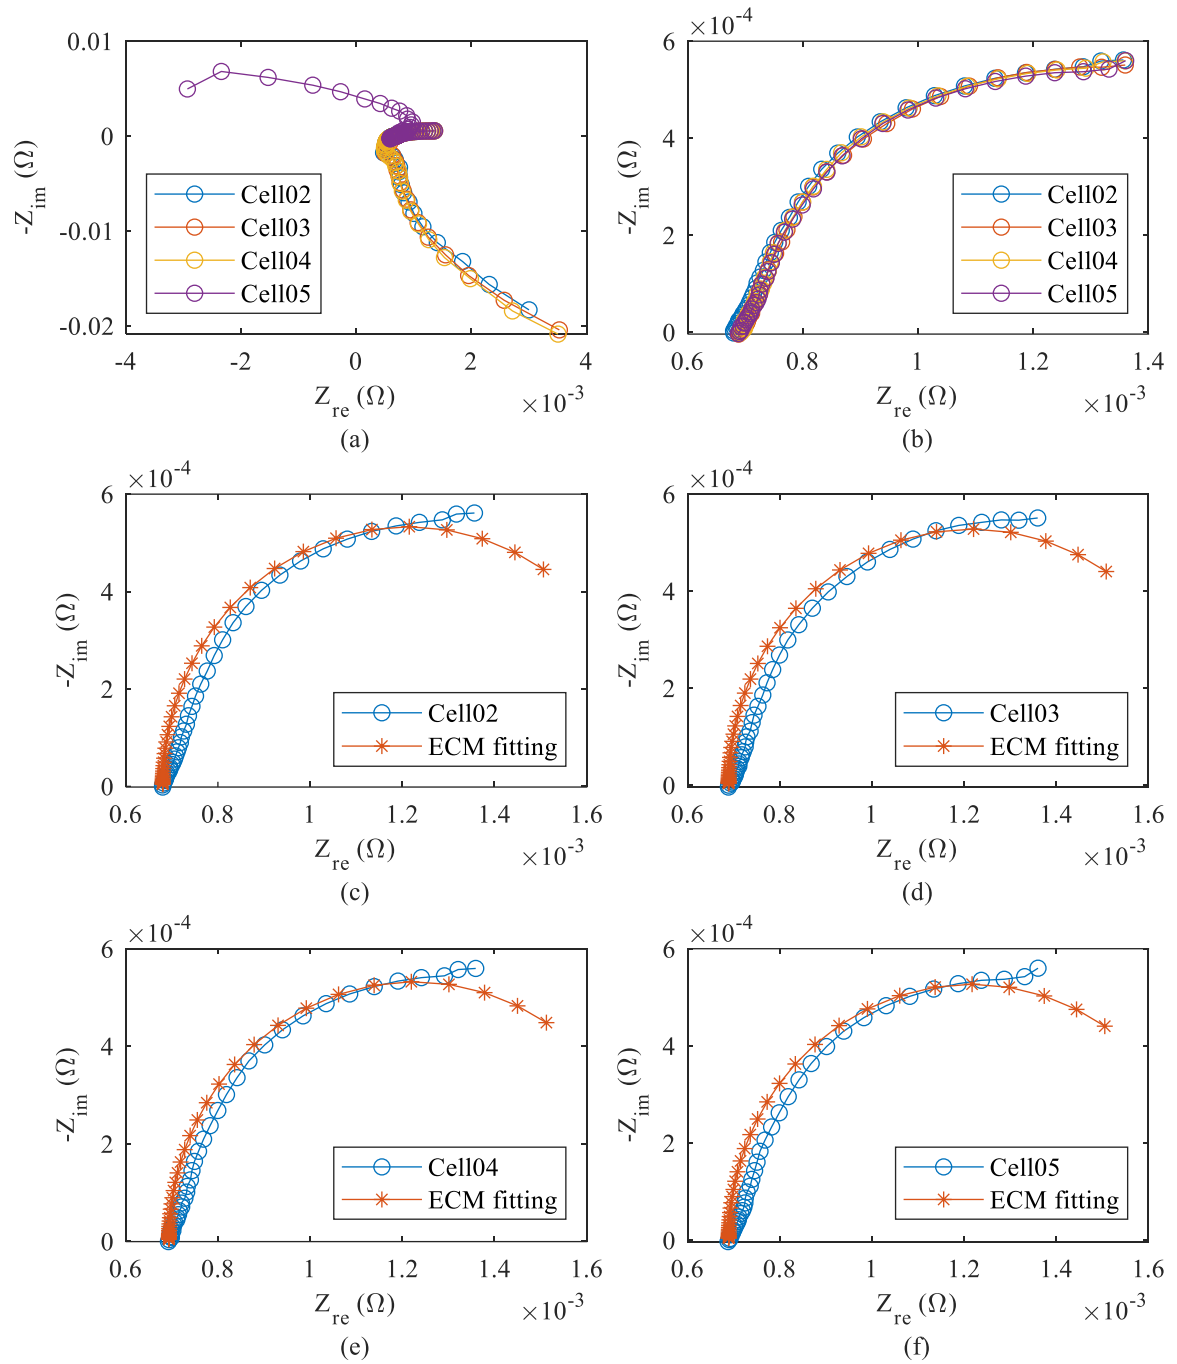 0.01
0
-0.01
-0.02
-Z_im (Ω)
Cell02
Cell03
Cell04
Cell05
-4 -2 0 2 4
Z_re (Ω) ×10^-3
(a)
×10^-4
6
4
2
0
-Z_im (Ω)
Cell02
Cell03
Cell04
Cell05
0.6 0.8 1 1.2 1.4
Z_re (Ω) ×10^-3
(b)
×10^-4
6
4
2
0
-Z_im (Ω)
Cell02
ECM fitting
0.6 0.8 1 1.2 1.4 1.6
Z_re (Ω) ×10^-3
(c)
×10^-4
6
4
2
0
-Z_im (Ω)
Cell03
ECM fitting
0.6 0.8 1 1.2 1.4 1.6
Z_re (Ω) ×10^-3
(d)
×10^-4
6
4
2
0
-Z_im (Ω)
Cell04
ECM fitting
0.6 0.8 1 1.2 1.4 1.6
Z_re (Ω) ×10^-3
(e)
×10^-4
6
4
2
0
-Z_im (Ω)
Cell05
ECM fitting
0.6 0.8 1 1.2 1.4 1.6
Z_re (Ω) ×10^-3
(f)